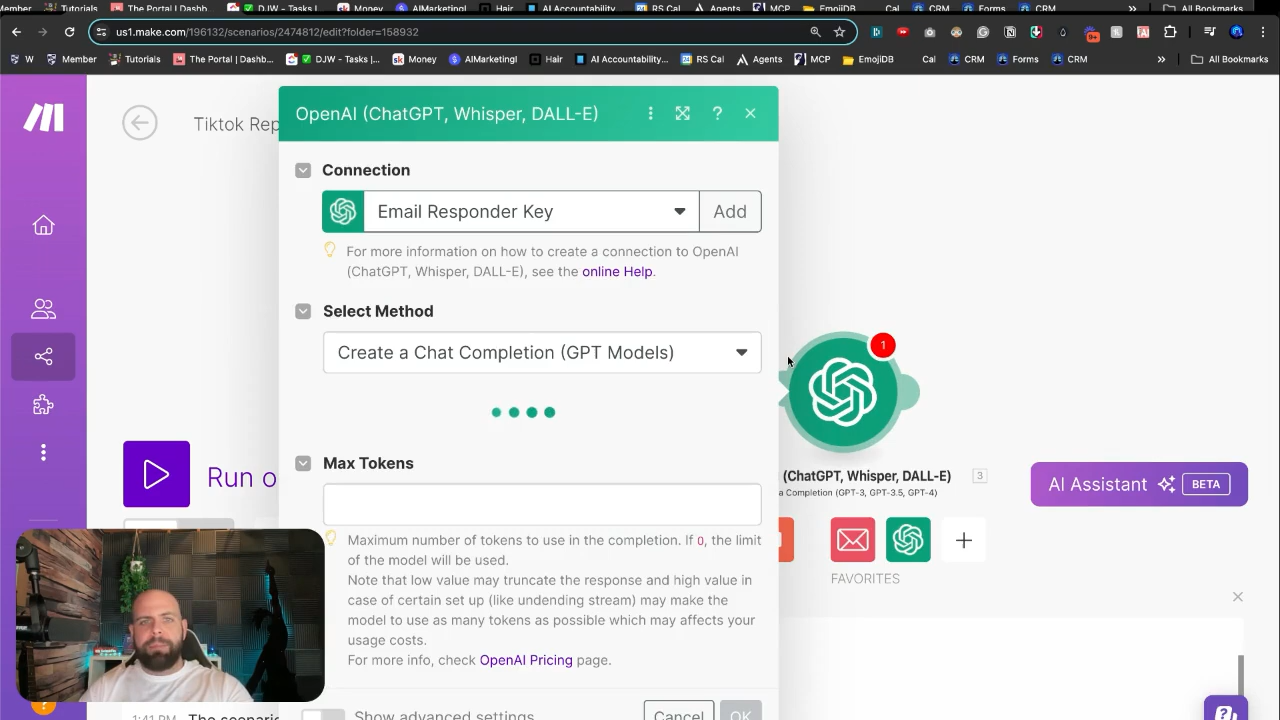 us1.make.com/196132/scenarios/2474812/edit?folder=158932
W Member Tutorials The Portal | Dashb... DJW - Tasks |... Money AIMarketingI Hair AI Accountability... RS Cal Agents MCP EmojiDB Cal CRM Forms CRM » All Bookmarks
Tiktok Rep
OpenAI (ChatGPT, Whisper, DALL-E)
Connection
Email Responder Key
Add
For more information on how to create a connection to OpenAI
(ChatGPT, Whisper, DALL-E), see the online Help.
Select Method
Create a Chat Completion (GPT Models)
1
Max Tokens
Run o
(ChatGPT, Whisper, DALL-E) 3
a Completion (GPT-3, GPT-3.5, GPT-4)
AI Assistant BETA
Maximum number of tokens to use in the completion. If 0, the limit
of the model will be used.
Note that low value may truncate the response and high value in
case of certain set up (like undending stream) may make the
model to use as many tokens as possible which may affects your
usage costs.
For more info, check OpenAI Pricing page.
FAVORITES
1:41 PM The scenario
Show advanced settings
Cancel
OK